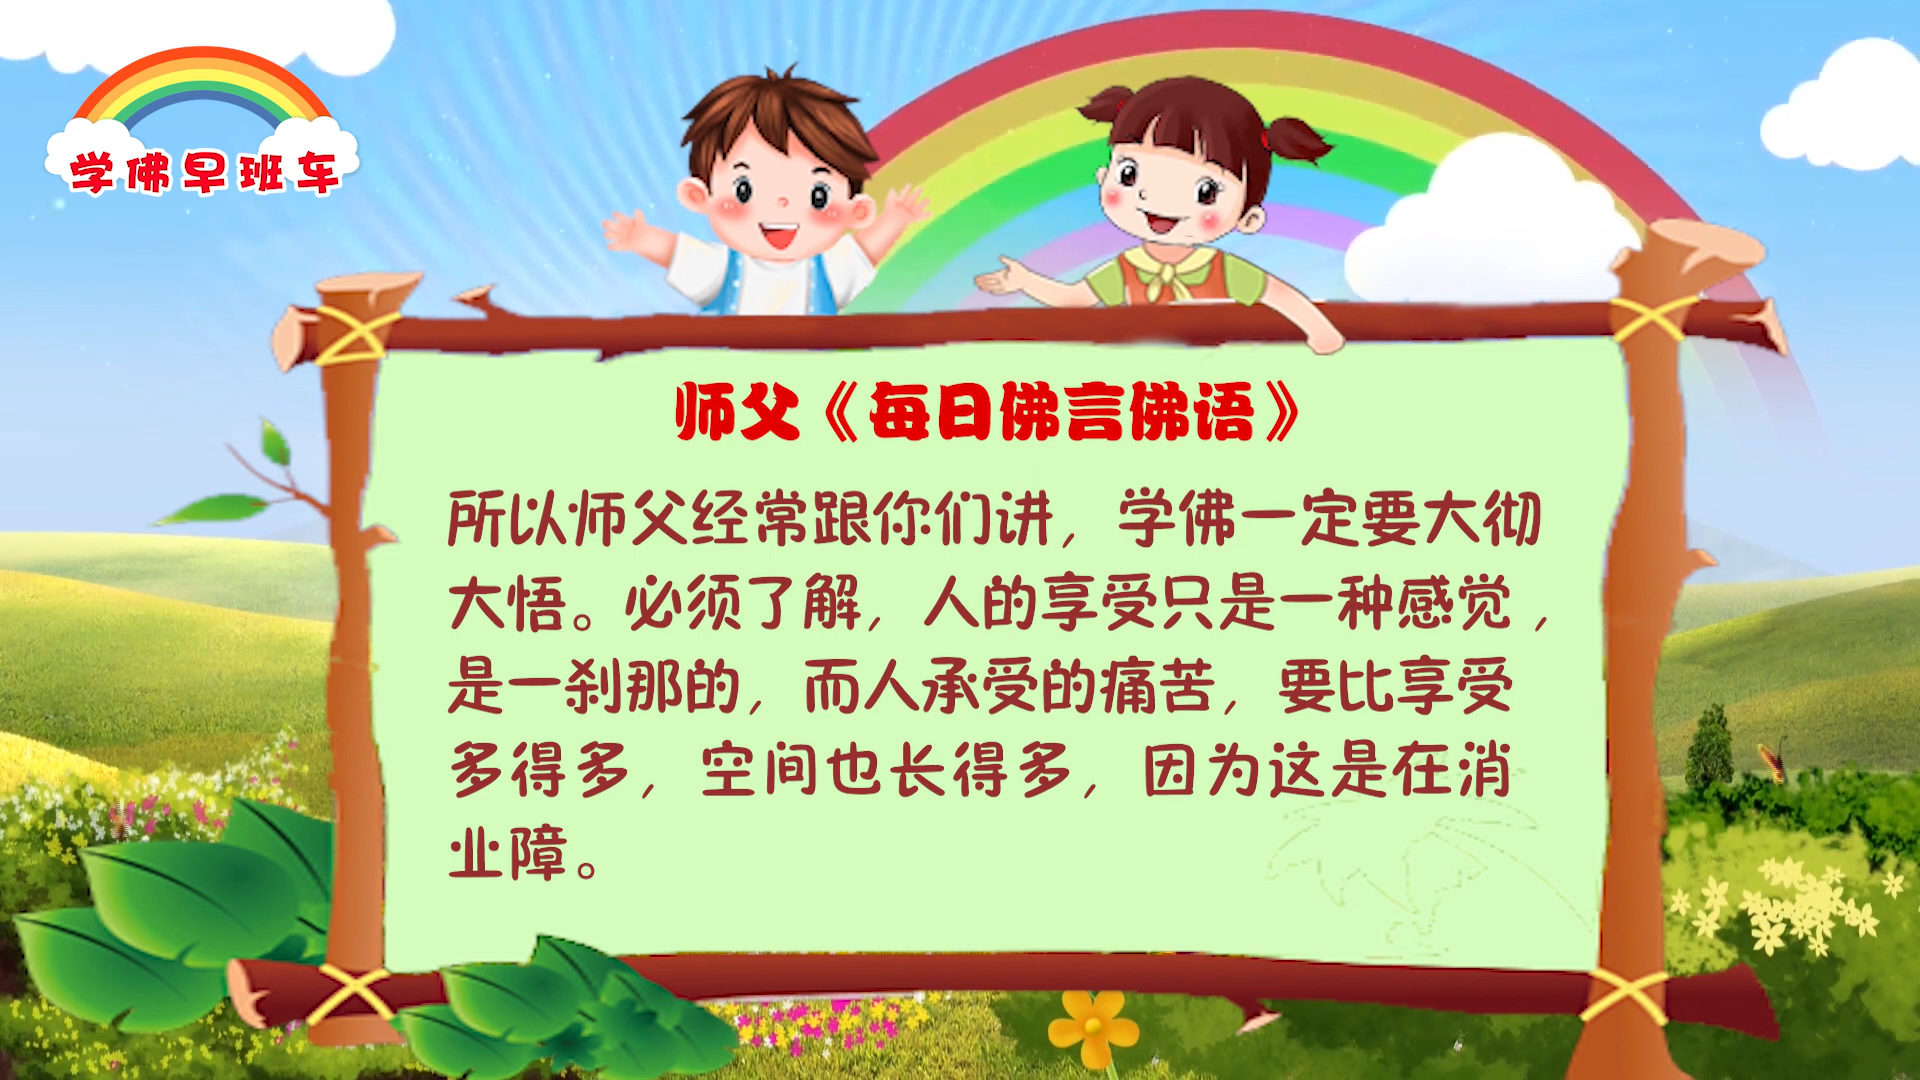 学佛早班车
师父《每日佛言佛语》
所以师父经常跟你们讲，学佛一定要大彻
大悟。必须了解，人的享受只是一种感觉，
是一刹那的，而人承受的痛苦，要比享受
多得多，空间也长得多，因为这是在消
业障。